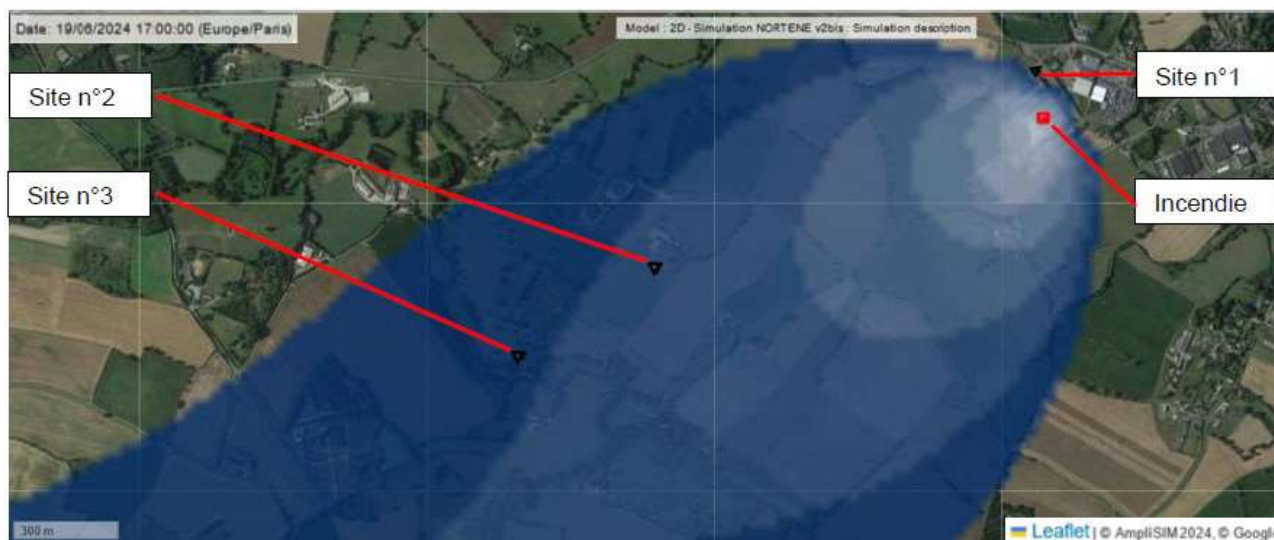 Date: 19/06/2024 17:00:00 (Europe/Paris)
Model : 2D - Simulation NORTENE v2bis : Simulation description
Site n°1
Site n°2
Site n°3
Incendie
300 m
Leaflet | © AmpliSIM 2024, © Google